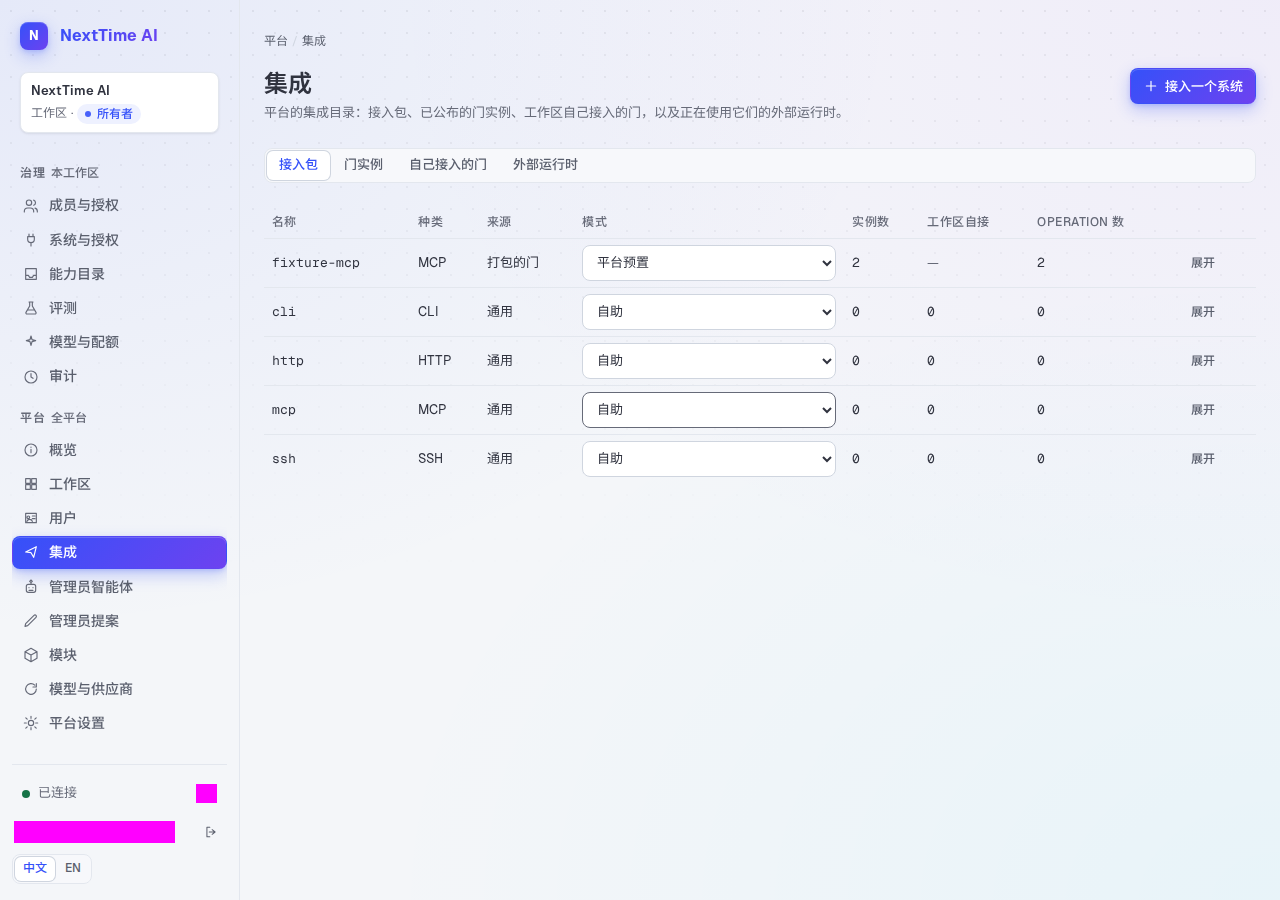 N NextTime AI
NextTime AI
工作区 · 所有者
治理 本工作区
成员与授权
系统与授权
能力目录
评测
模型与配额
审计
平台 全平台
概览
工作区
用户
集成
管理员智能体
管理员提案
模块
模型与供应商
平台设置
已连接
中文 EN
平台 / 集成
集成
平台的集成目录：接入包、已公布的门实例、工作区自己接入的门，以及正在使用它们的外部运行时。
接入一个系统
接入包 门实例 自己接入的门 外部运行时
名称 种类 来源 模式 实例数 工作区自接 OPERATION 数
fixture-mcp MCP 打包的门 平台预置 2 — 2 展开
cli CLI 通用 自助 0 0 0 展开
http HTTP 通用 自助 0 0 0 展开
mcp MCP 通用 自助 0 0 0 展开
ssh SSH 通用 自助 0 0 0 展开